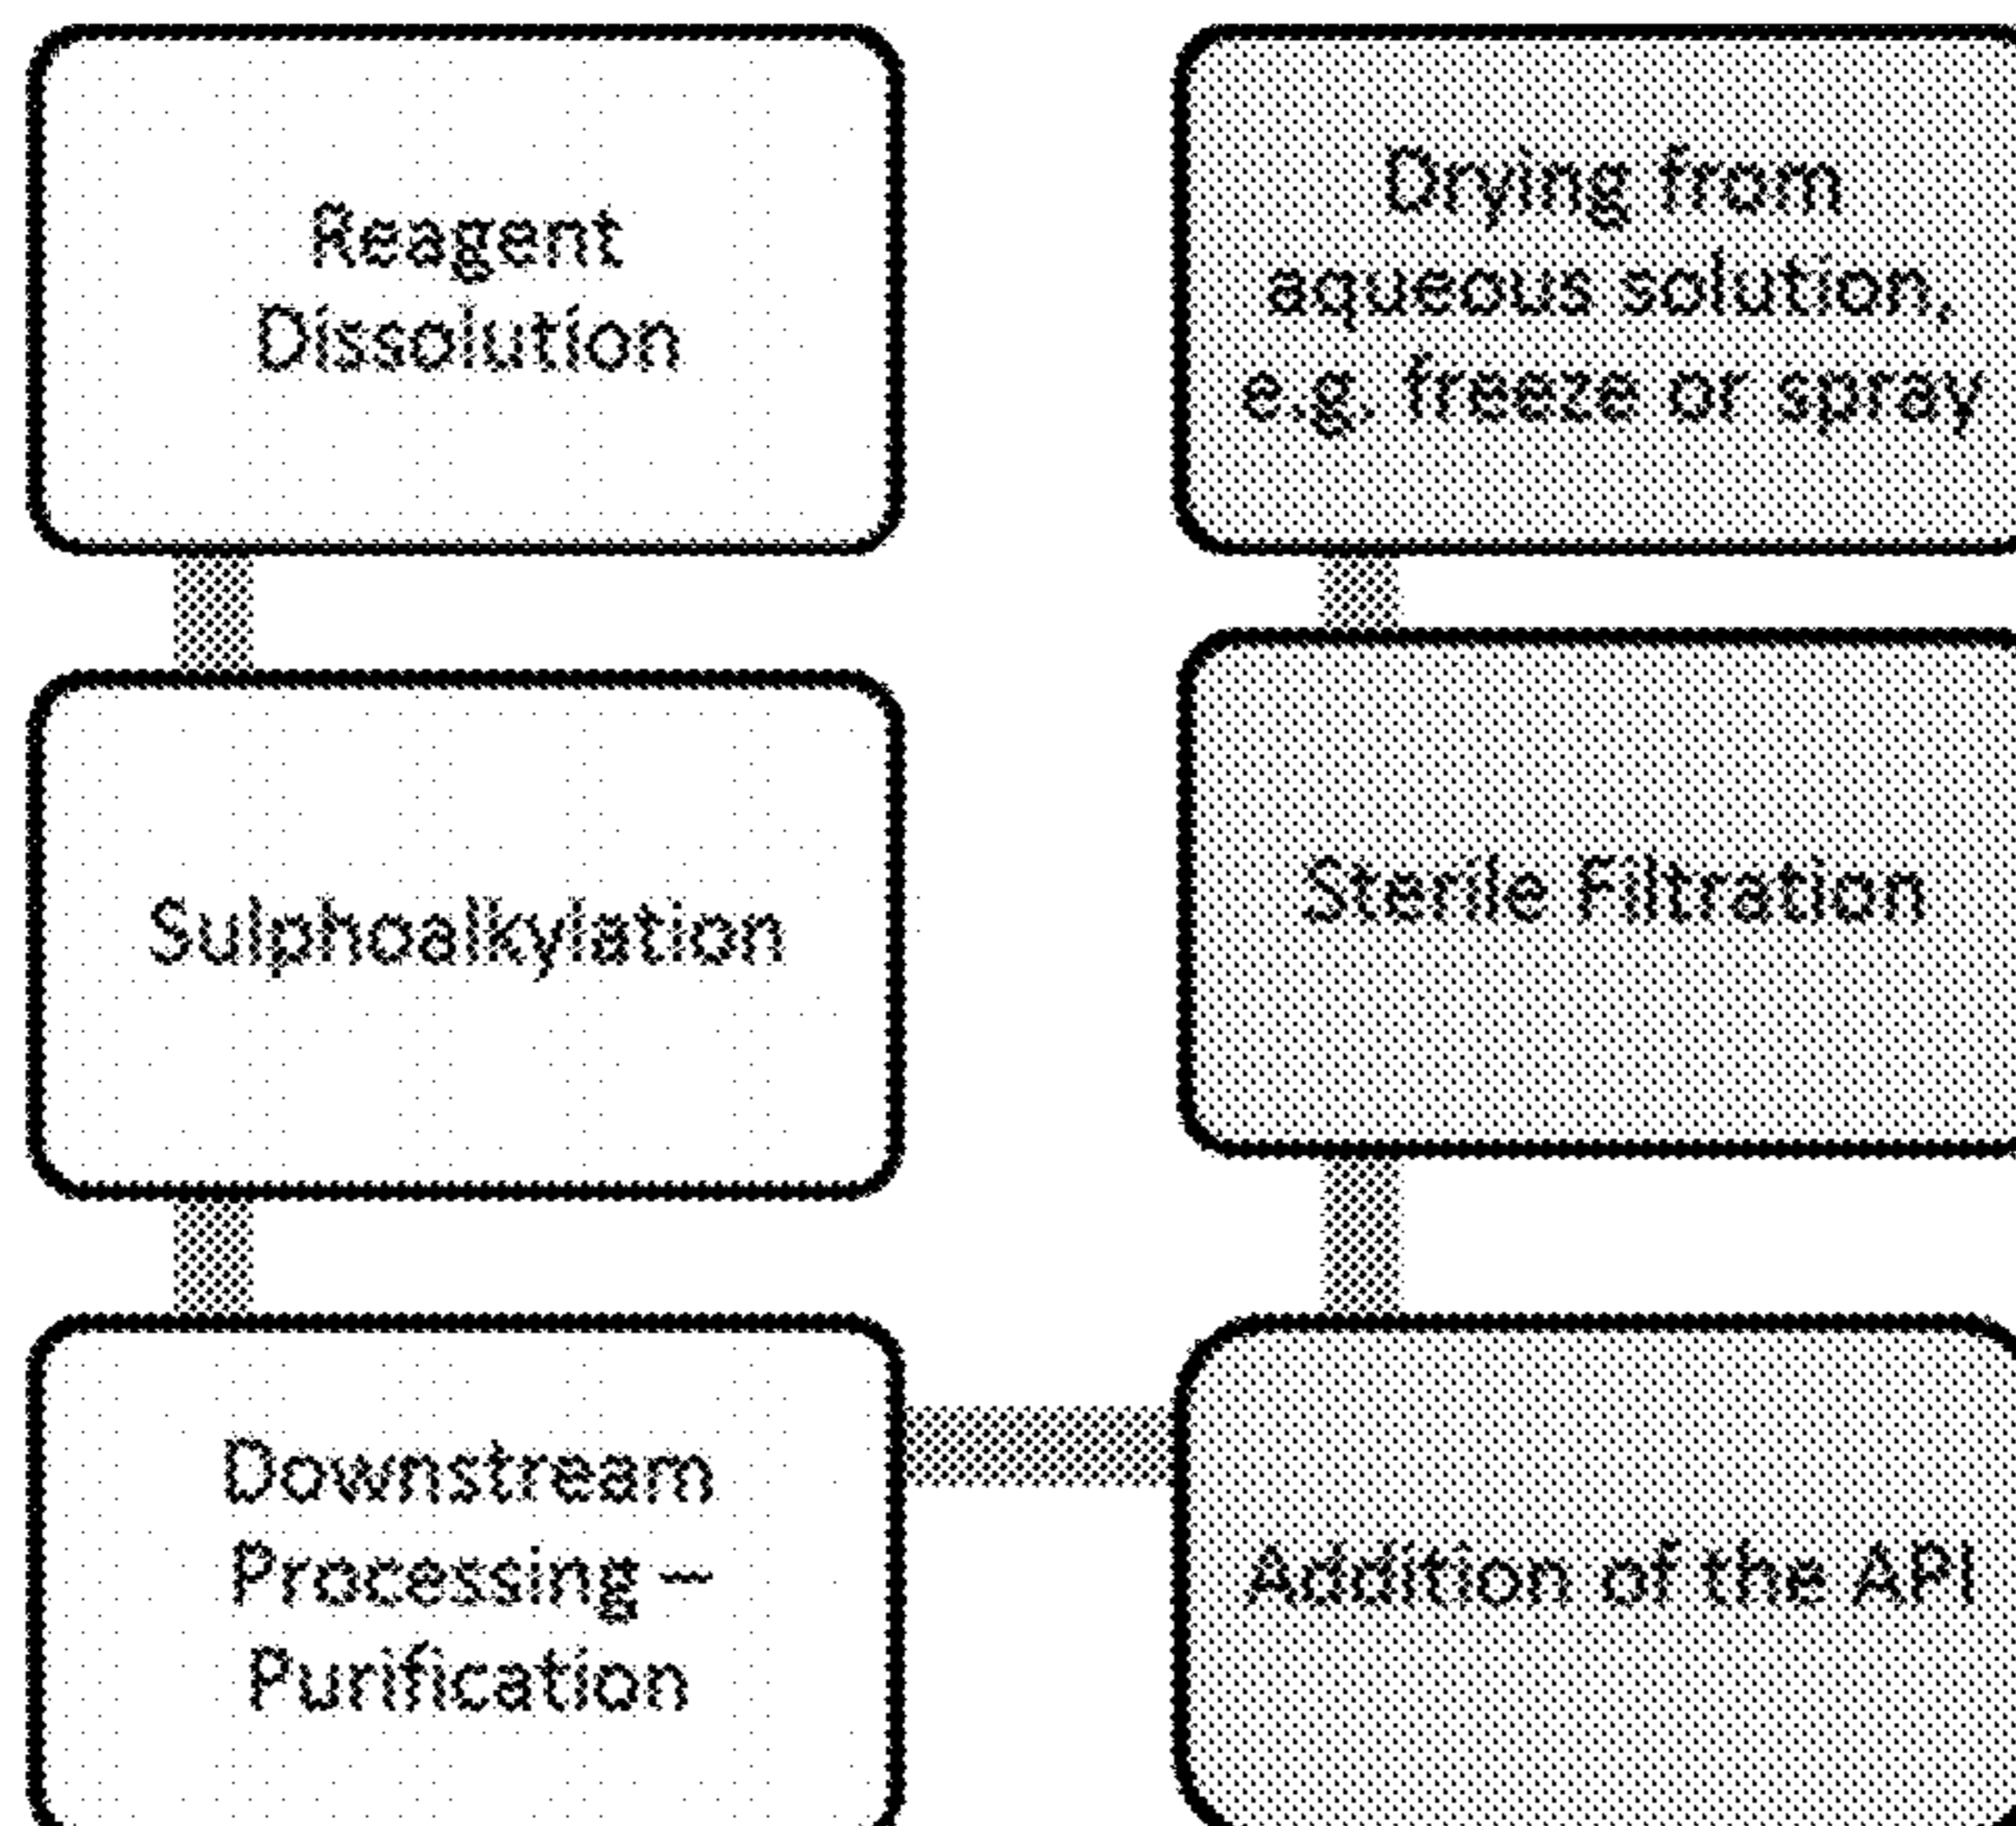 Reagent
Dissolution
Sulphoalkylation
Downstream
Processing –
Purification
Drying from
aqueous solution,
e.g. freeze or spray
Sterile Filtration
Addition of the API